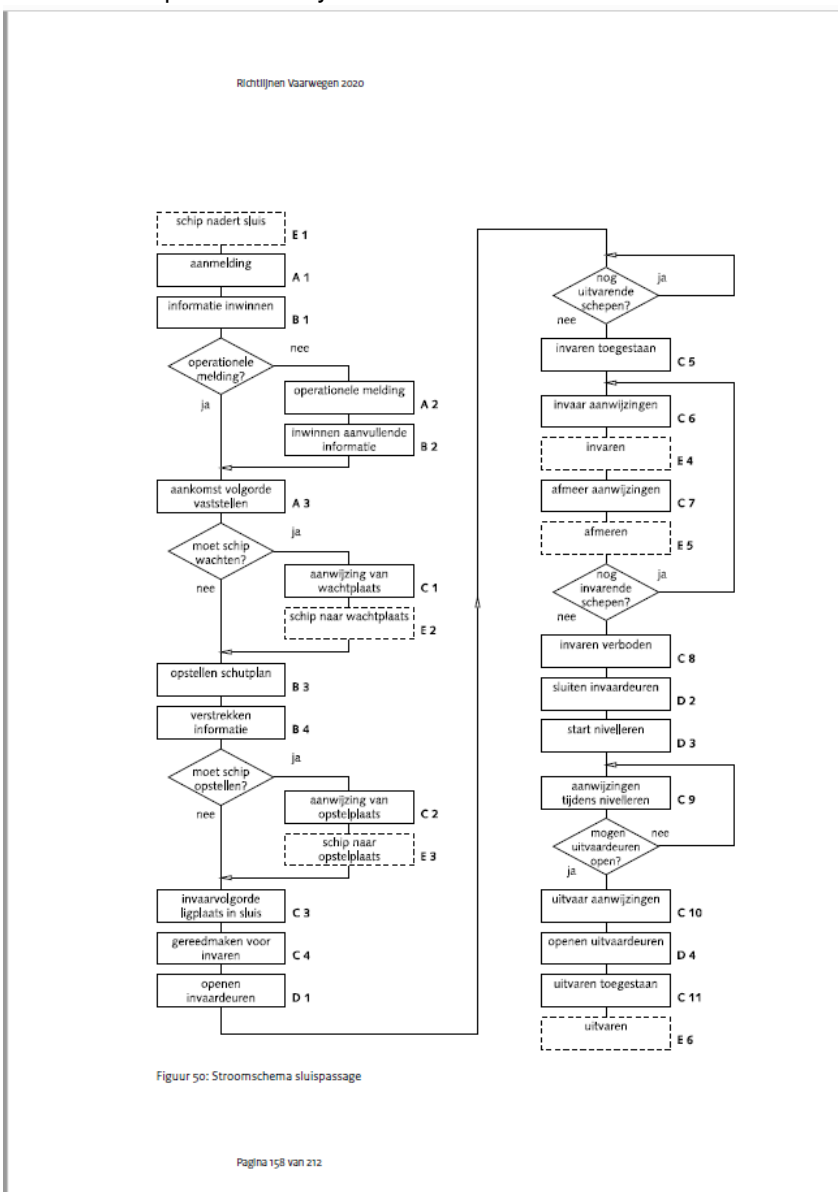 Richtlijnen Vaarwegen 2020
schip nadert sluis
E 1
aanmelding
A 1
informatie inwinnen
B 1
operationele
melding?
nee
ja
operationele melding
A 2
inwinnen aanvullende
informatie
B 2
aankomst volgorde
vaststellen
A 3
moet schip
wachten?
ja
nee
aanwijzing van
wachtplaats
C 1
schip naar wachtplaats
E 2
opstellen schutplan
B 3
verstrekken
informatie
B 4
moet schip
opstellen?
ja
nee
aanwijzing van
opstelplaats
C 2
schip naar
opstelplaats
E 3
invaarvolgorde
ligplaats in sluis
C 3
gereedmaken voor
invaren
C 4
openen
invaardeuren
D 1
nog
uitvarende
schepen?
ja
nee
invaren toegestaan
C 5
invaar aanwijzingen
C 6
invaren
E 4
afmeer aanwijzingen
C 7
afmeren
E 5
nog
invarende
schepen?
ja
nee
invaren verboden
C 8
sluiten invaardeuren
D 2
start nivelleren
D 3
aanwijzingen
tijdens nivelleren
C 9
mogen
uitvaardeuren
open?
nee
ja
uitvaar aanwijzingen
C 10
openen uitvaardeuren
D 4
uitvaren toegestaan
C 11
uitvaren
E 6
Figuur 50: Stroomschema sluispassage
Pagina 158 van 212